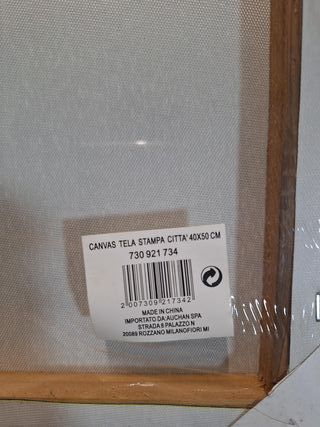 CANVAS TELA STAMPA CITTA' 40X50 CM
730 921 734
2 007309 217342
MADE IN CHINA
IMPORTATO DA:AUCHAN SPA
STRADA 8 PALAZZO N
20089 ROZZANO MILANOFIORI MI